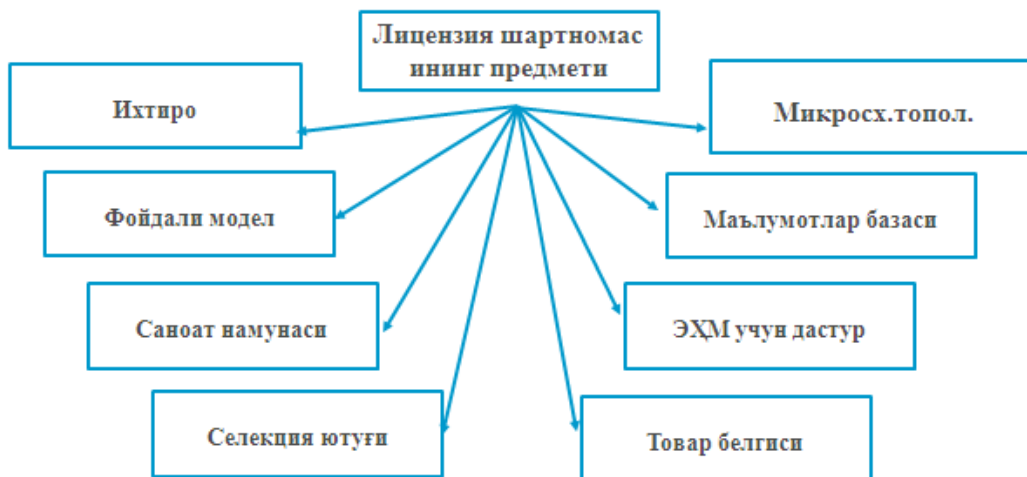 Лицензия шартномас
ининг предмети
Ихтиро
Микросх.топол.
Фойдали модел
Маълумотлар базаси
Саноат намунаси
ЭҲМ учун дастур
Селекция ютуғи
Товар белгиси